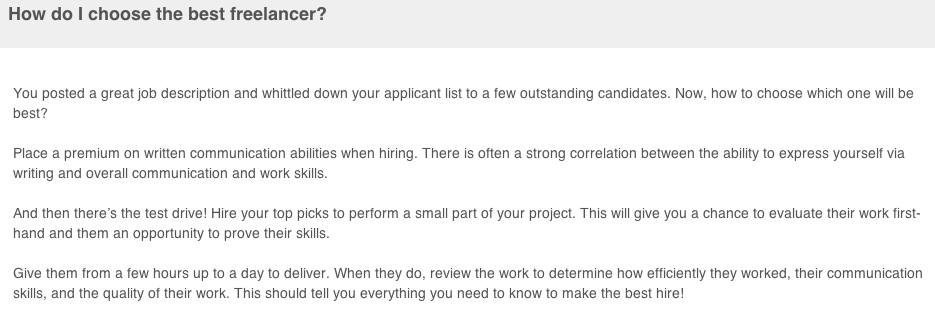 How do I choose the best freelancer?
You posted a great job description and whittled down your applicant list to a few outstanding candidates. Now, how to choose which one will be
best?
Place a premium on written communication abilities when hiring. There is often a strong correlation between the ability to express yourself via
writing and overall communication and work skills.
And then there’s the test drive! Hire your top picks to perform a small part of your project. This will give you a chance to evaluate their work first-
hand and them an opportunity to prove their skills.
Give them from a few hours up to a day to deliver. When they do, review the work to determine how efficiently they worked, their communication
skills, and the quality of their work. This should tell you everything you need to know to make the best hire!